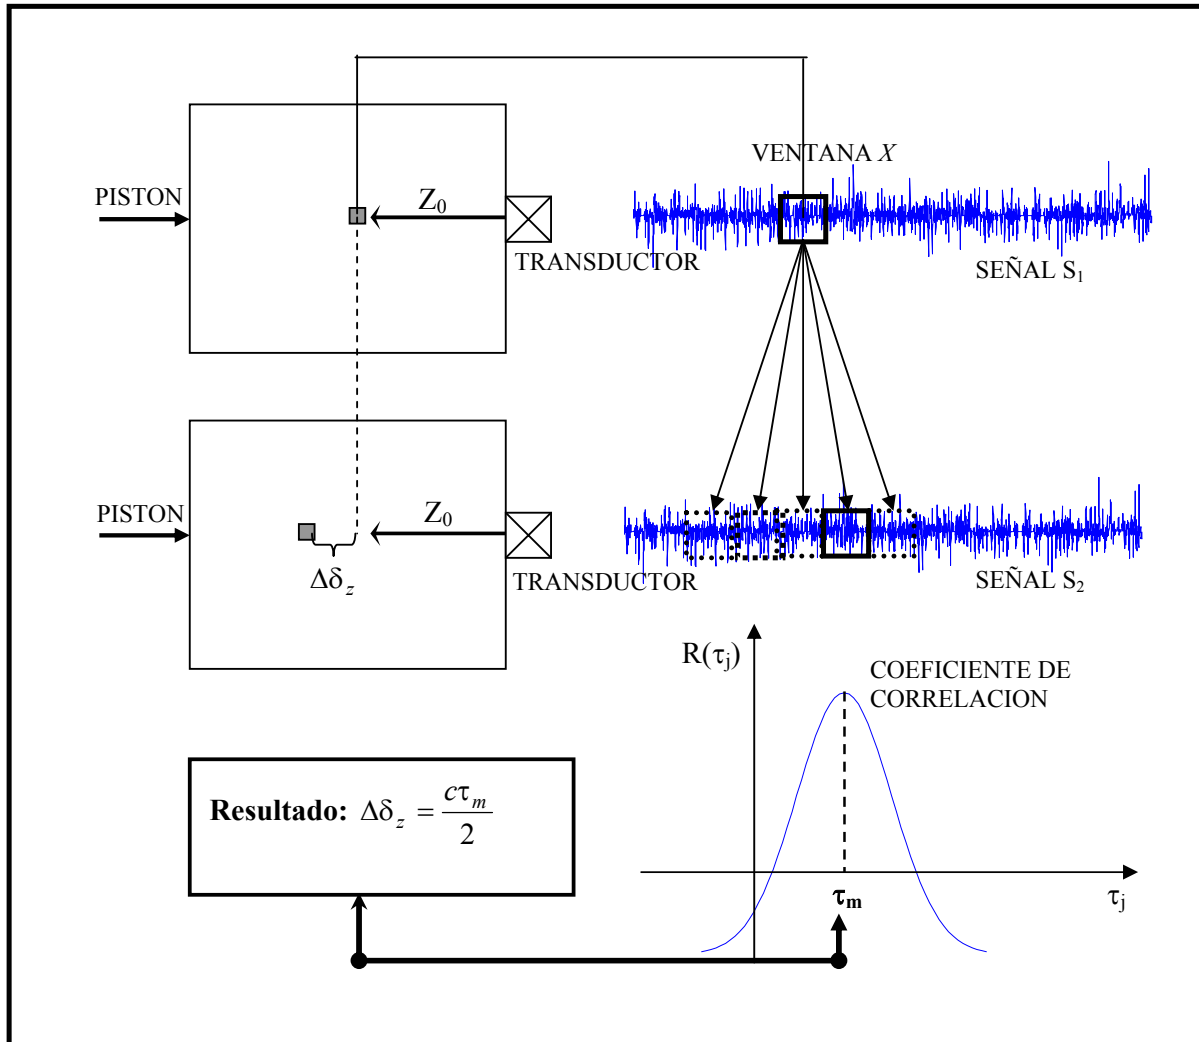 VENTANA X
PISTON
Z0
TRANSDUCTOR
SEÑAL S1
PISTON
Z0
Δδz
TRANSDUCTOR
SEÑAL S2
R(τj)
COEFICIENTE DE
CORRELACION
Resultado: Δδz = cτm / 2
τm
τj